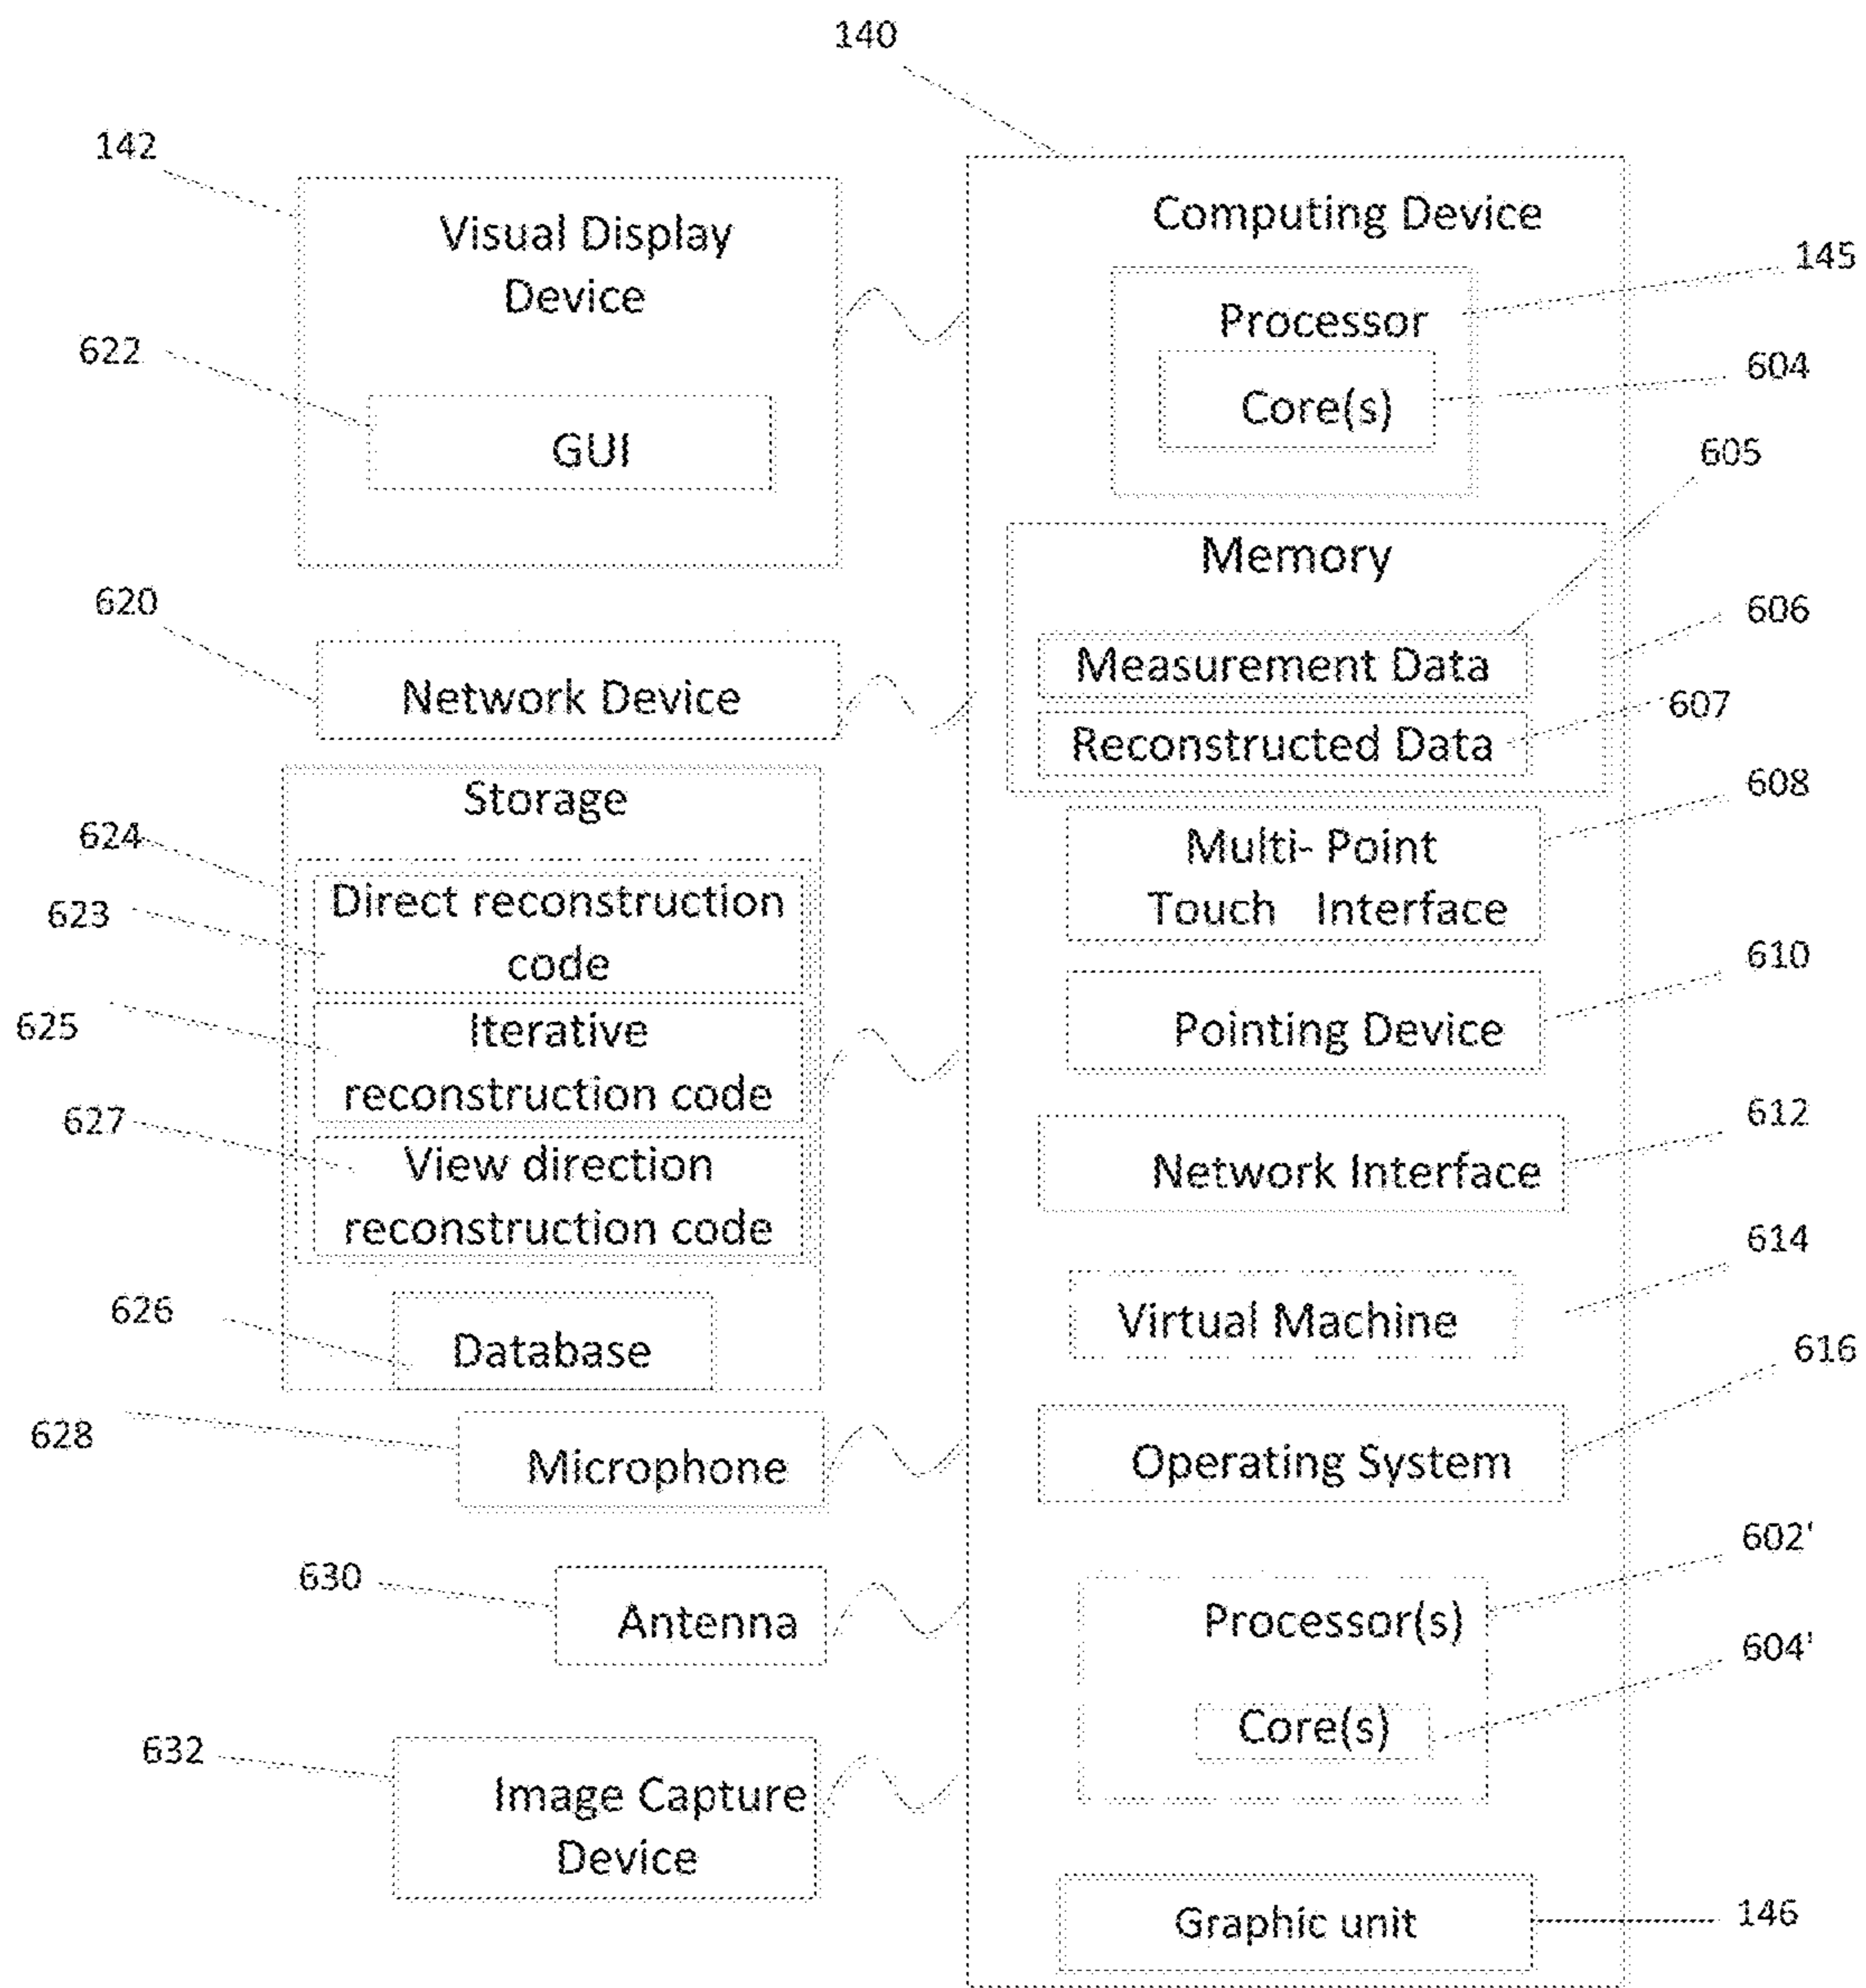 140
142
Visual Display
Device
622
GUI
620
Network Device
Storage
624
Direct reconstruction
code
623
Iterative
reconstruction code
625
View direction
reconstruction code
627
626
Database
628
Microphone
630
Antenna
632
Image Capture
Device
Computing Device
145
Processor
604
Core(s)
605
Memory
606
Measurement Data
607
Reconstructed Data
608
Multi- Point
Touch Interface
610
Pointing Device
612
Network Interface
614
Virtual Machine
616
Operating System
602'
Processor(s)
604'
Core(s)
Graphic unit
146